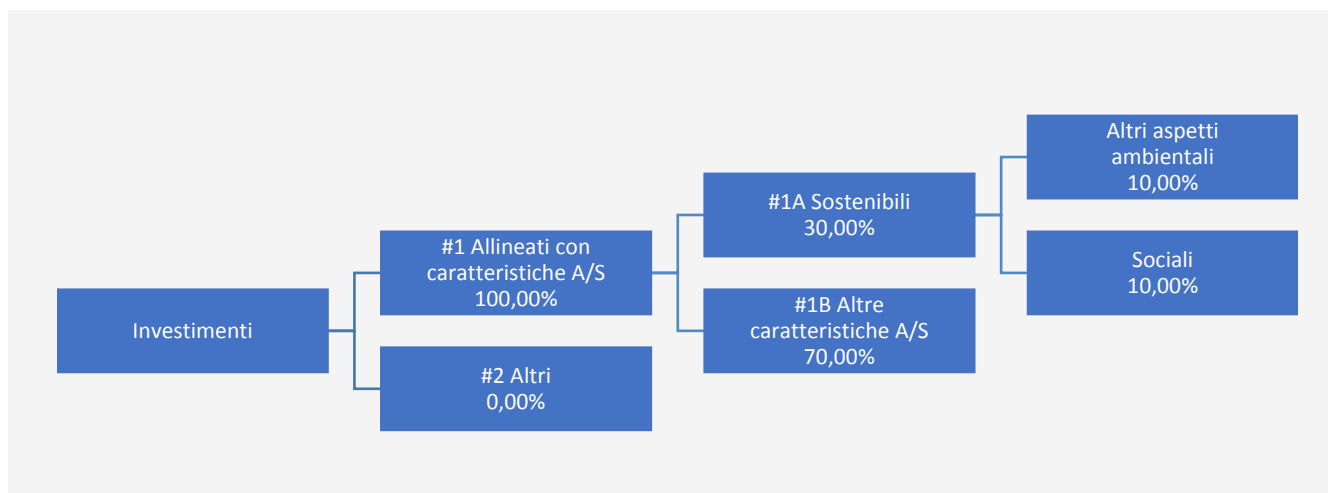 Investimenti
#1 Allineati con
caratteristiche A/S
100,00%
#2 Altri
0,00%
#1A Sostenibili
30,00%
#1B Altre
caratteristiche A/S
70,00%
Altri aspetti
ambientali
10,00%
Sociali
10,00%